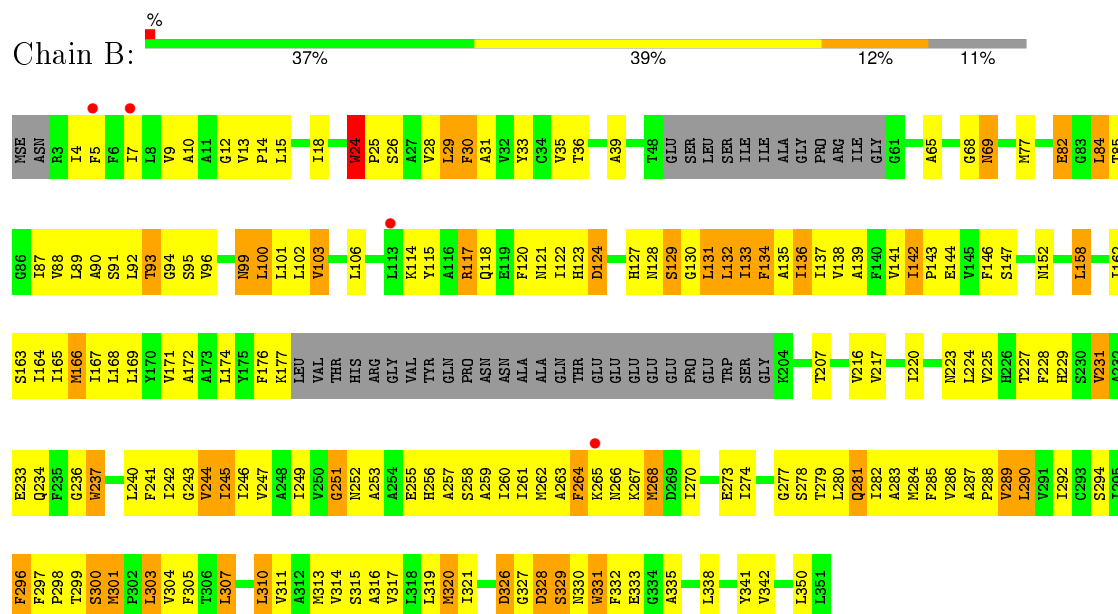 %
Chain B:
37% 39% 12% 11%
MSE ASN R3 I4 F5 F6 I7 L8 V9 A10 A11 G12 V13 P14 L15 I18 W24 P25 S26 A27 V28 L29 F30 A31 V32 Y33 C34 V35 T36 A39 T48 GLU SER LEU SER ILE ILE ALA GLY PRO ARG ILE GLY G61 A65 G68 N69 M77 E82 G83 L84 T85
G86 I87 V88 L89 A90 S91 L92 T93 G94 S95 V96 N99 L100 L101 L102 V103 L106 L113 K114 Y115 A116 R117 Q118 E119 F120 N121 I122 H123 D124 H127 N128 S129 G130 L131 L132 I133 F134 A135 I136 I137 V138 A139 F140 V141 I142 P143 E144 V145 F146 S147 N152 L158 I162
S163 I164 I165 M166 I167 L168 L169 Y170 V171 A172 A173 L174 Y175 F176 K177 LEU VAL THR HIS ARG GLY VAL TYR GLN PRO ASN ASN ALA ALA GLN THR GLU GLU GLU GLU PRO GLU TRP SER GLY K204 T207 V216 V217 I220 N223 L224 V225 H226 T227 F228 H229 S230 V231 A232
E233 Q234 F235 G236 W237 L240 F241 I242 G243 V244 I245 I246 V247 A248 I249 V250 G251 N252 A253 A254 E255 H256 A257 S258 A259 I260 I261 M262 A263 F264 K265 N266 K267 M268 D269 I270 E273 I274 G277 S278 T279 L280 Q281 I282 A283 M284 F285 V286 A287 P288 V289 L290 V291 I292 C293 S294 I295
F296 F297 P298 T299 S300 M301 P302 L303 V304 F305 T306 L307 L310 V311 A312 M313 V314 S315 A316 V317 L318 L319 M320 I321 D326 G327 D328 S329 N330 W331 F332 E333 G334 A335 L338 Y341 V342 L350 L351